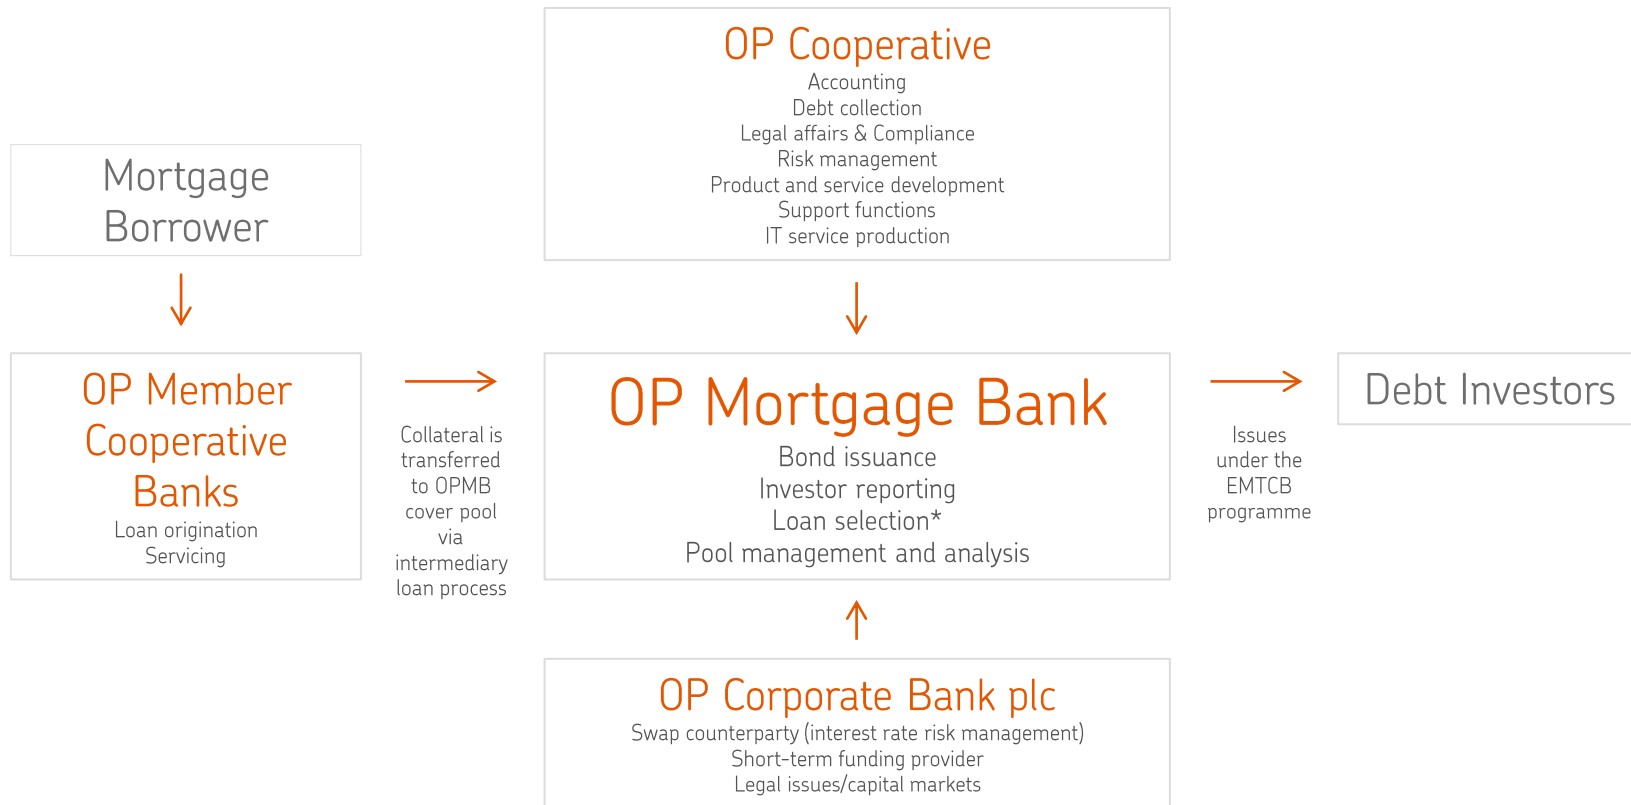 OP Cooperative
Accounting
Debt collection
Legal affairs & Compliance
Risk management
Product and service development
Support functions
IT service production
Mortgage
Borrower
OP Member
Cooperative
Banks
Loan origination
Servicing
Collateral is
transferred
to OPMB
cover pool
via
intermediary
loan process
OP Mortgage Bank
Bond issuance
Investor reporting
Loan selection*
Pool management and analysis
Issues
under the
EMTCB
programme
Debt Investors
OP Corporate Bank plc
Swap counterparty (interest rate risk management)
Short-term funding provider
Legal issues/capital markets